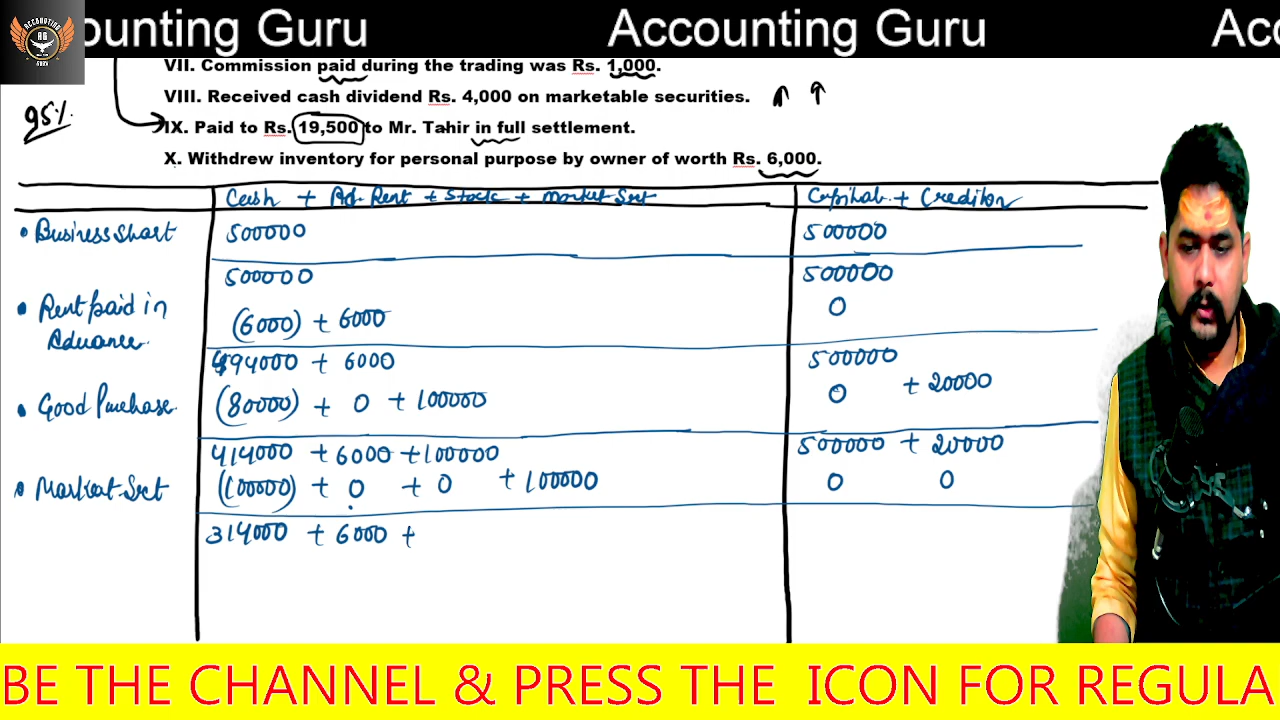 ounting Guru Accounting Guru Acc
ACCOUNTING
AG
GURU
VII. Commission paid during the trading was Rs. 1,000.
VIII. Received cash dividend Rs. 4,000 on marketable securities.
95%
IX. Paid to Rs. 19,500 to Mr. Tahir in full settlement.
X. Withdrew inventory for personal purpose by owner of worth Rs. 6,000.
Cash + Ad. Rent + Stock + Market Srt Capital + Creditor
• Business Start 500000 500000
500000 500000
• Rent paid in Advance (6000) + 6000 0
494000 + 6000 500000
• Good Purchase (80000) + 0 + 100000 0 + 20000
414000 + 6000 + 100000 500000 + 20000
• Market Srt (100000) + 0 + 0 + 100000 0 0
314000 + 6000 +
BE THE CHANNEL & PRESS THE ICON FOR REGULA